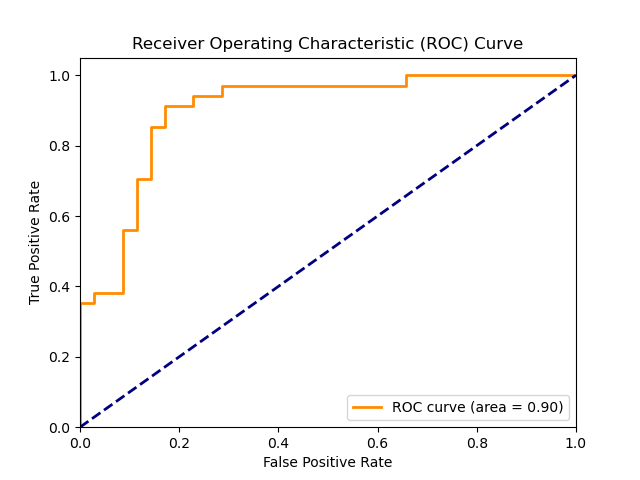 Receiver Operating Characteristic (ROC) Curve
1.0
0.8
0.6
0.4
0.2
0.0
True Positive Rate
ROC curve (area = 0.90)
0.0 0.2 0.4 0.6 0.8 1.0
False Positive Rate